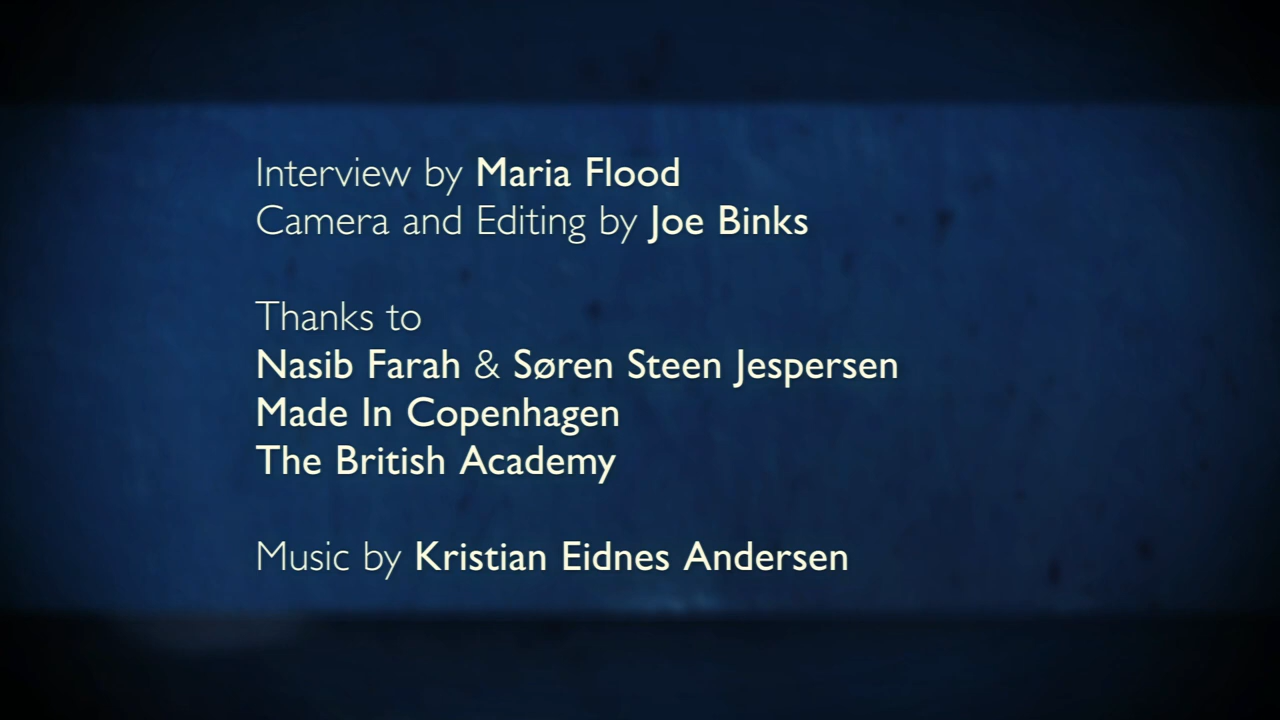 Interview by Maria Flood
Camera and Editing by Joe Binks
Thanks to
Nasib Farah & Søren Steen Jespersen
Made In Copenhagen
The British Academy
Music by Kristian Eidnes Andersen